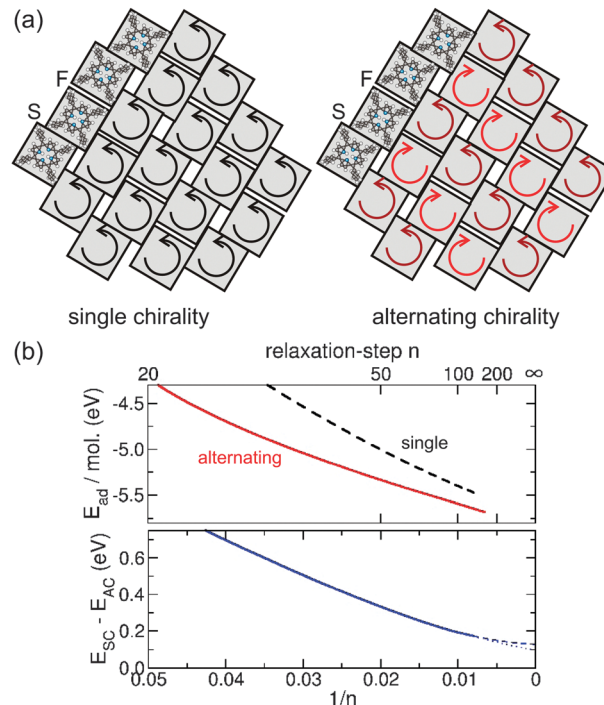 (a)
F
S
F
S
single chirality
alternating chirality
(b)
relaxation-step n
20 50 100 200 ∞
E_ad / mol. (eV)
-4.5
-5.0
-5.5
single
alternating
E_SC - E_AC (eV)
0.6
0.4
0.2
0.0
0.05 0.04 0.03 0.02 0.01 0
1/n